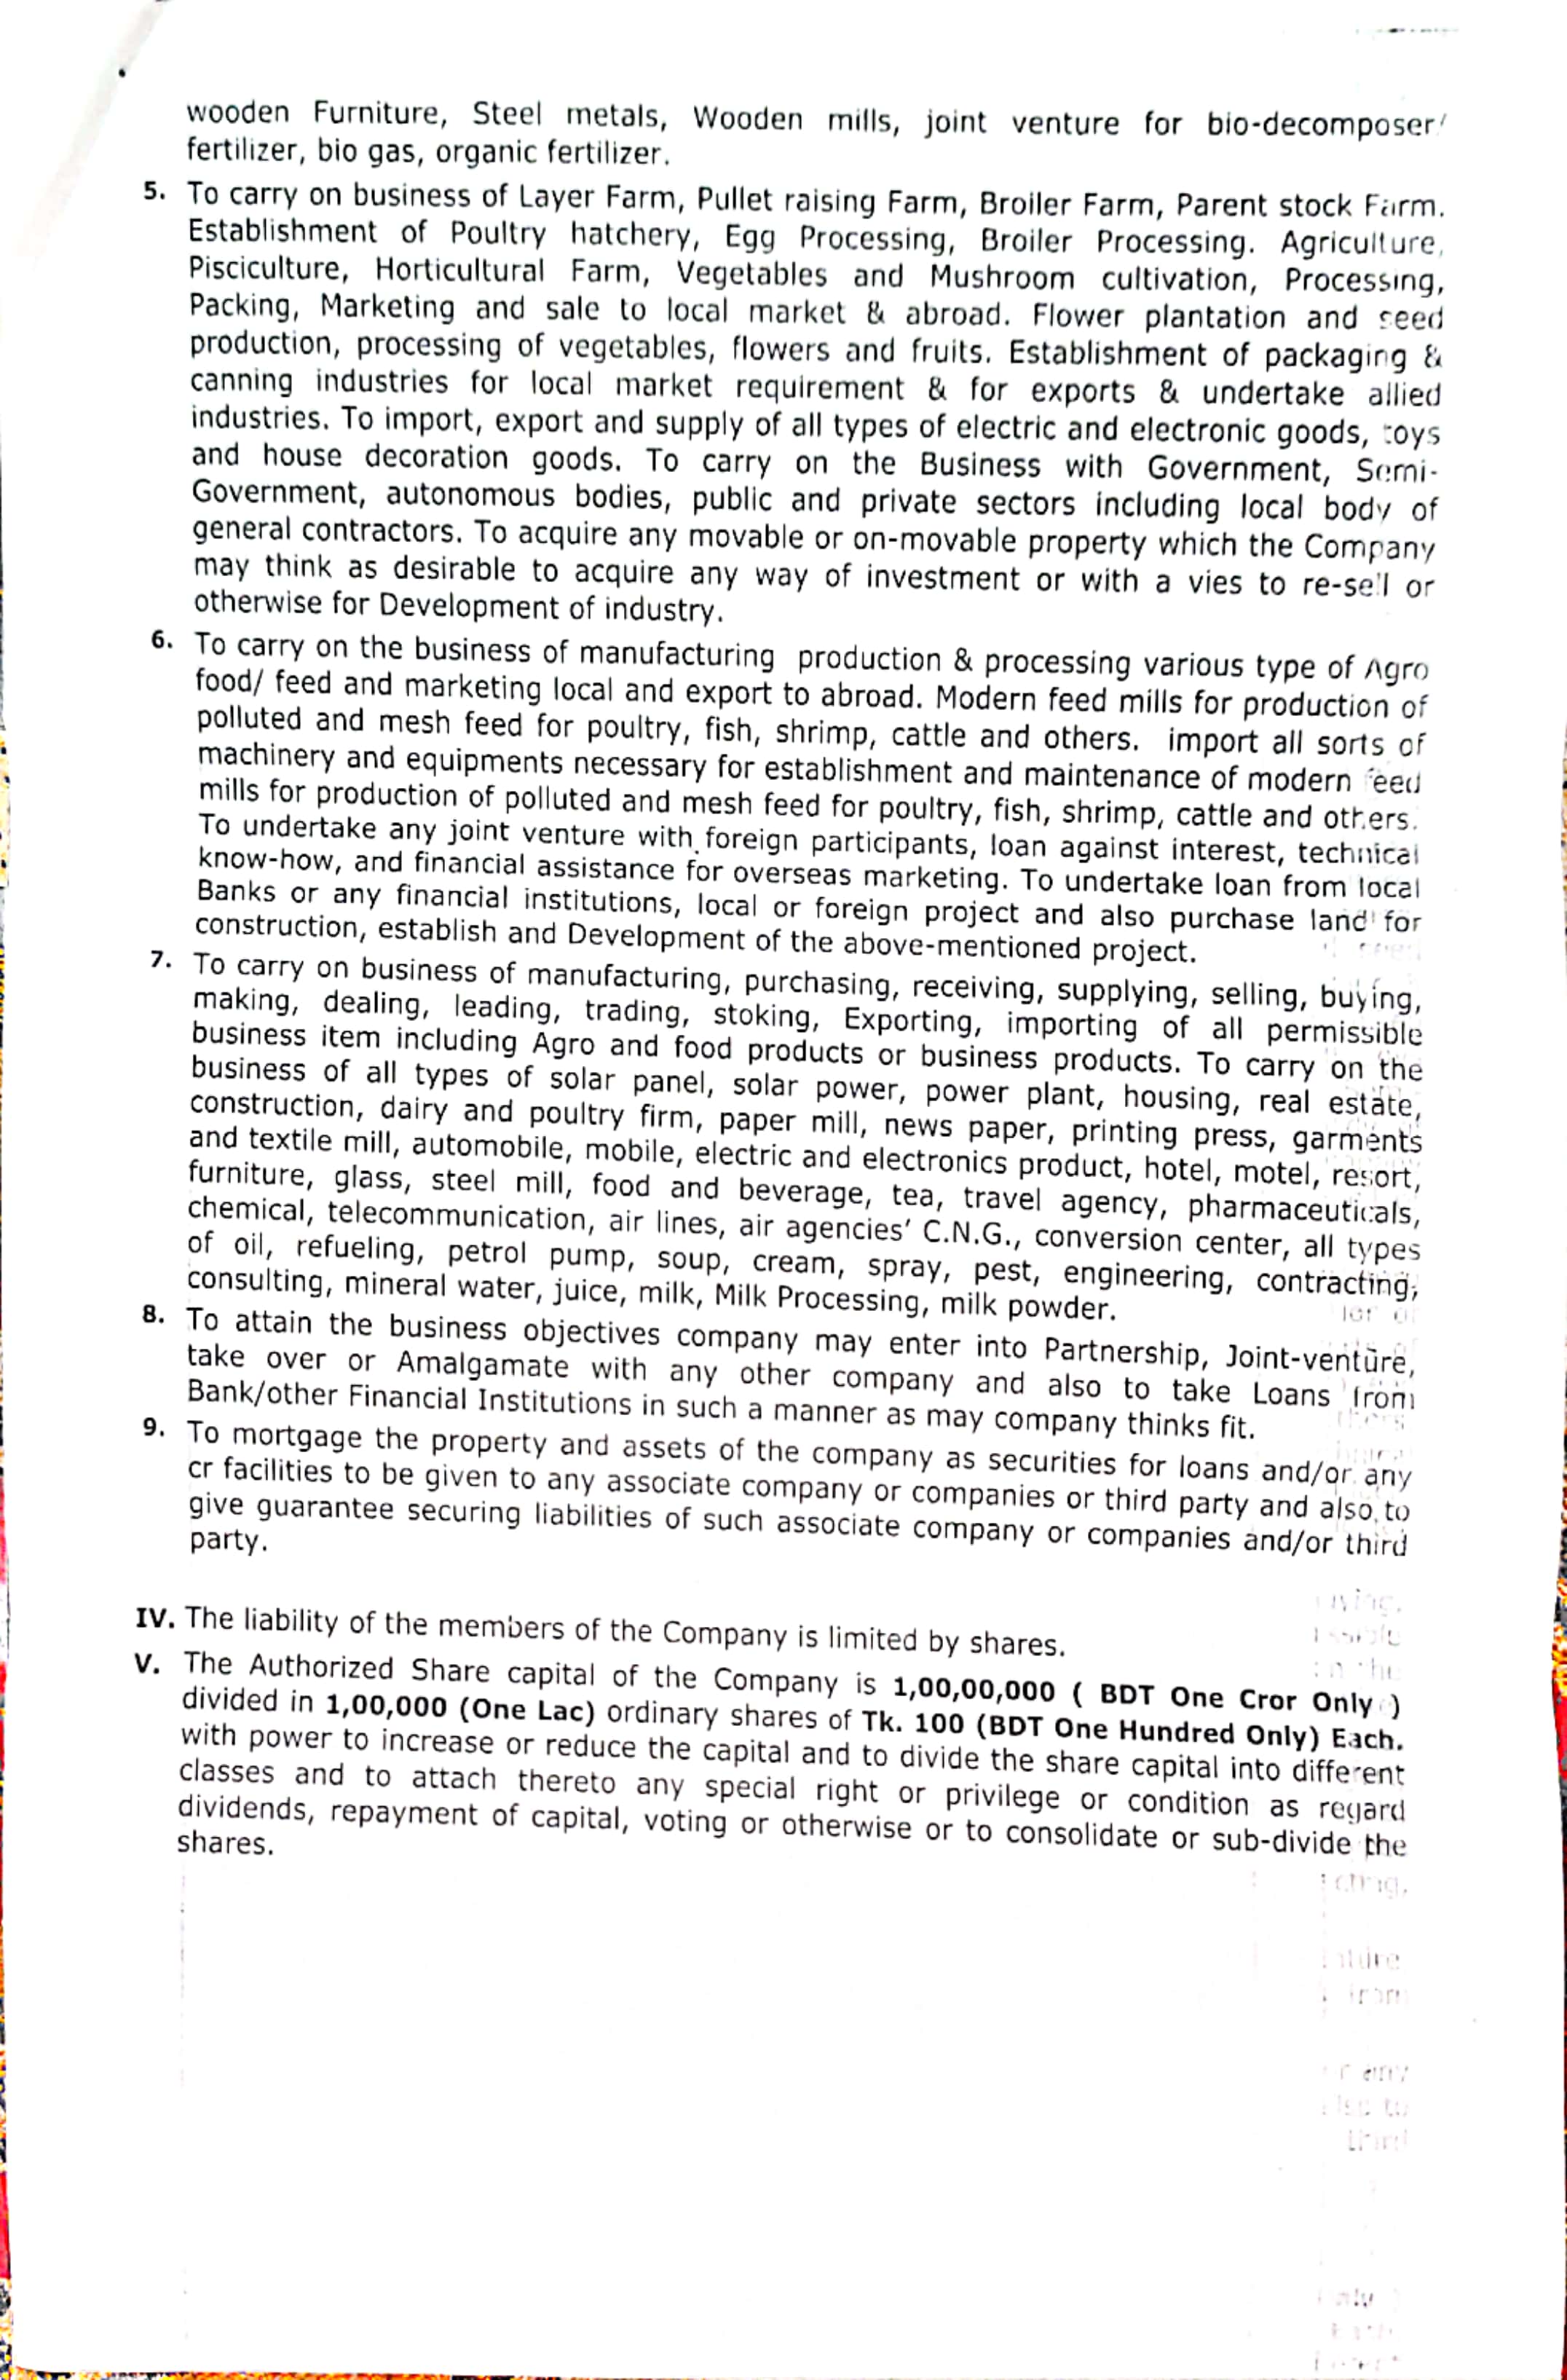 wooden Furniture, Steel metals, Wooden mills, joint venture for bio-decomposer/
fertilizer, bio gas, organic fertilizer.
5. To carry on business of Layer Farm, Pullet raising Farm, Broiler Farm, Parent stock Farm.
Establishment of Poultry hatchery, Egg Processing, Broiler Processing. Agriculture,
Pisciculture, Horticultural Farm, Vegetables and Mushroom cultivation, Processing,
Packing, Marketing and sale to local market & abroad. Flower plantation and seed
production, processing of vegetables, flowers and fruits. Establishment of packaging &
canning industries for local market requirement & for exports & undertake allied
industries. To import, export and supply of all types of electric and electronic goods, toys
and house decoration goods. To carry on the Business with Government, Semi-
Government, autonomous bodies, public and private sectors including local body of
general contractors. To acquire any movable or on-movable property which the Company
may think as desirable to acquire any way of investment or with a vies to re-sell or
otherwise for Development of industry.
6. To carry on the business of manufacturing production & processing various type of Agro
food/ feed and marketing local and export to abroad. Modern feed mills for production of
polluted and mesh feed for poultry, fish, shrimp, cattle and others. import all sorts of
machinery and equipments necessary for establishment and maintenance of modern feed
mills for production of polluted and mesh feed for poultry, fish, shrimp, cattle and others.
To undertake any joint venture with foreign participants, loan against interest, technical
know-how, and financial assistance for overseas marketing. To undertake loan from local
Banks or any financial institutions, local or foreign project and also purchase land for
construction, establish and Development of the above-mentioned project.
7. To carry on business of manufacturing, purchasing, receiving, supplying, selling, buying,
making, dealing, leading, trading, stoking, Exporting, importing of all permissible
business item including Agro and food products or business products. To carry on the
business of all types of solar panel, solar power, power plant, housing, real estate,
construction, dairy and poultry firm, paper mill, news paper, printing press, garments
and textile mill, automobile, mobile, electric and electronics product, hotel, motel, resort,
furniture, glass, steel mill, food and beverage, tea, travel agency, pharmaceuticals,
chemical, telecommunication, air lines, air agencies' C.N.G., conversion center, all types
of oil, refueling, petrol pump, soup, cream, spray, pest, engineering, contracting,
consulting, mineral water, juice, milk, Milk Processing, milk powder.
8. To attain the business objectives company may enter into Partnership, Joint-venture,
take over or Amalgamate with any other company and also to take Loans from
Bank/other Financial Institutions in such a manner as may company thinks fit.
9. To mortgage the property and assets of the company as securities for loans and/or any
cr facilities to be given to any associate company or companies or third party and also to
give guarantee securing liabilities of such associate company or companies and/or third
party.
IV. The liability of the members of the Company is limited by shares.
V. The Authorized Share capital of the Company is 1,00,00,000 ( BDT One Cror Only )
divided in 1,00,000 (One Lac) ordinary shares of Tk. 100 (BDT One Hundred Only) Each.
with power to increase or reduce the capital and to divide the share capital into different
classes and to attach thereto any special right or privilege or condition as regard
dividends, repayment of capital, voting or otherwise or to consolidate or sub-divide the
shares.